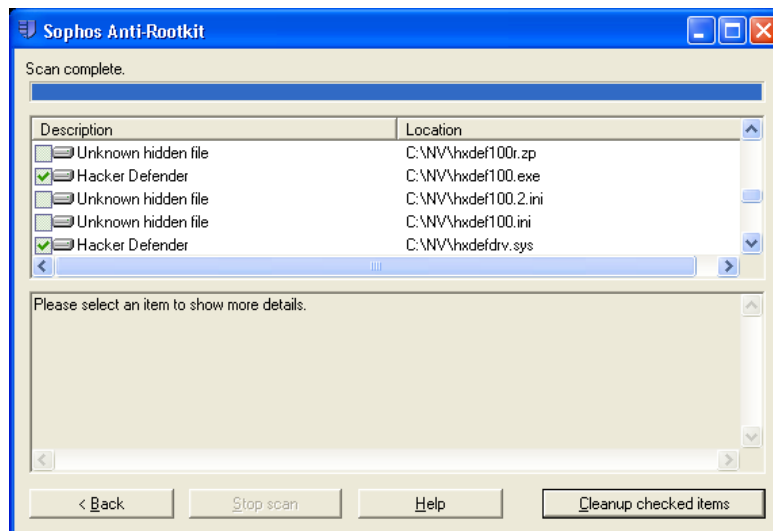 Sophos Anti-Rootkit
Scan complete.
Description Location
Unknown hidden file C:\NV\hxdef100r.zp
Hacker Defender C:\NV\hxdef100.exe
Unknown hidden file C:\NV\hxdef100.2.ini
Unknown hidden file C:\NV\hxdef100.ini
Hacker Defender C:\NV\hxdefdrv.sys
Please select an item to show more details.
< Back Stop scan Help Cleanup checked items